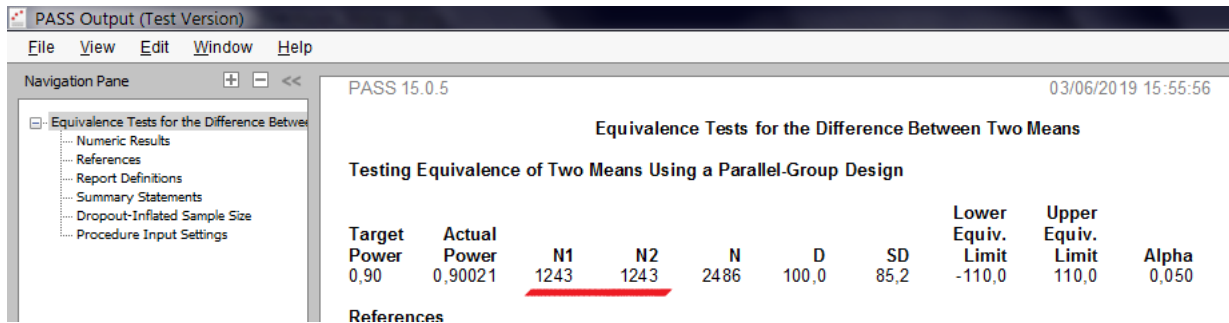 PASS Output (Test Version)
File View Edit Window Help
Navigation Pane
Equivalence Tests for the Difference Betwee
Numeric Results
References
Report Definitions
Summary Statements
Dropout-Inflated Sample Size
Procedure Input Settings
PASS 15.0.5 03/06/2019 15:55:56
Equivalence Tests for the Difference Between Two Means
Testing Equivalence of Two Means Using a Parallel-Group Design
Lower Upper
Target Actual Equiv. Equiv.
Power Power N1 N2 N D SD Limit Limit Alpha
0,90 0,90021 1243 1243 2486 100,0 85,2 -110,0 110,0 0,050
References